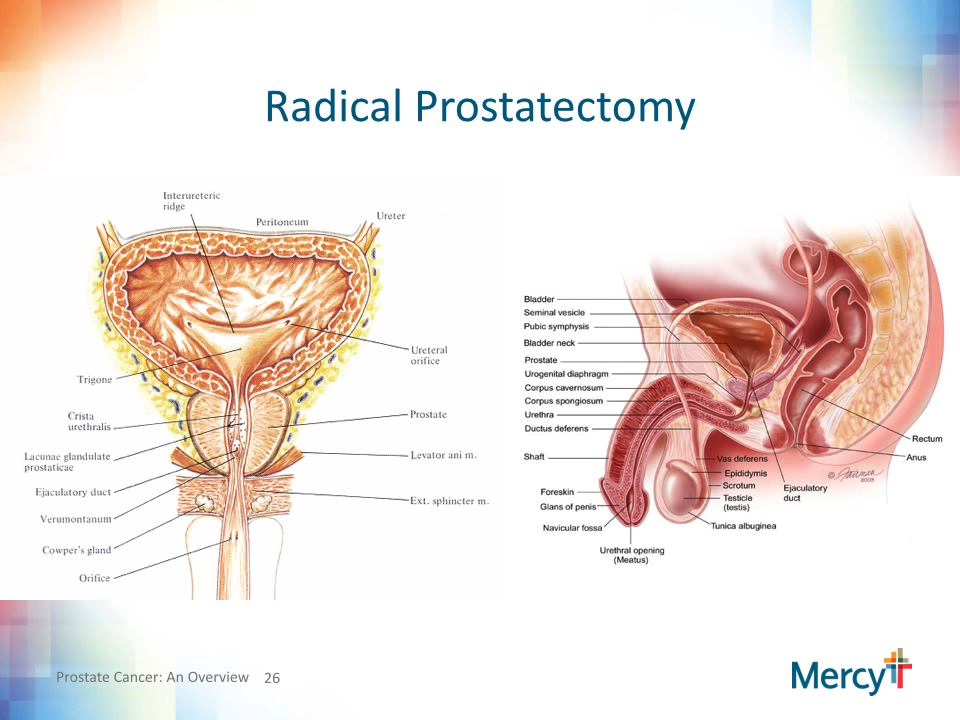 Radical Prostatectomy
Interureteric
ridge
Peritoneum
Ureter
Ureteral
orifice
Trigone
Crista
urethralis
Prostate
Lacunae glandulate
prostaticae
Levator ani m.
Ejaculatory duct
Ext. sphincter m.
Verumontanum
Cowper's gland
Orifice
Bladder
Seminal vesicle
Pubic symphysis
Bladder neck
Prostate
Urogenital diaphragm
Corpus cavernosum
Corpus spongiosum
Urethra
Ductus deferens
Shaft
Foreskin
Glans of penis
Navicular fossa
Urethral opening
(Meatus)
Vas deferens
Epididymis
Scrotum
Testicle
(testis)
Tunica albuginea
Ejaculatory
duct
Rectum
Anus
©
2003
Prostate Cancer: An Overview 26
Mercy